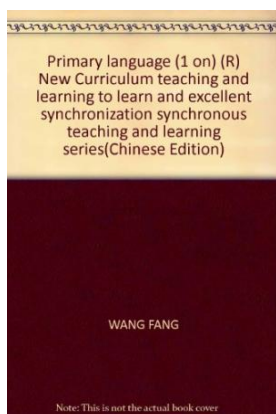 Primary language (1 on) (R)
New Curriculum teaching and
learning to learn and excellent
synchronization synchronous
teaching and learning
series(Chinese Edition)
WANG FANG
Note: This is not the actual book cover